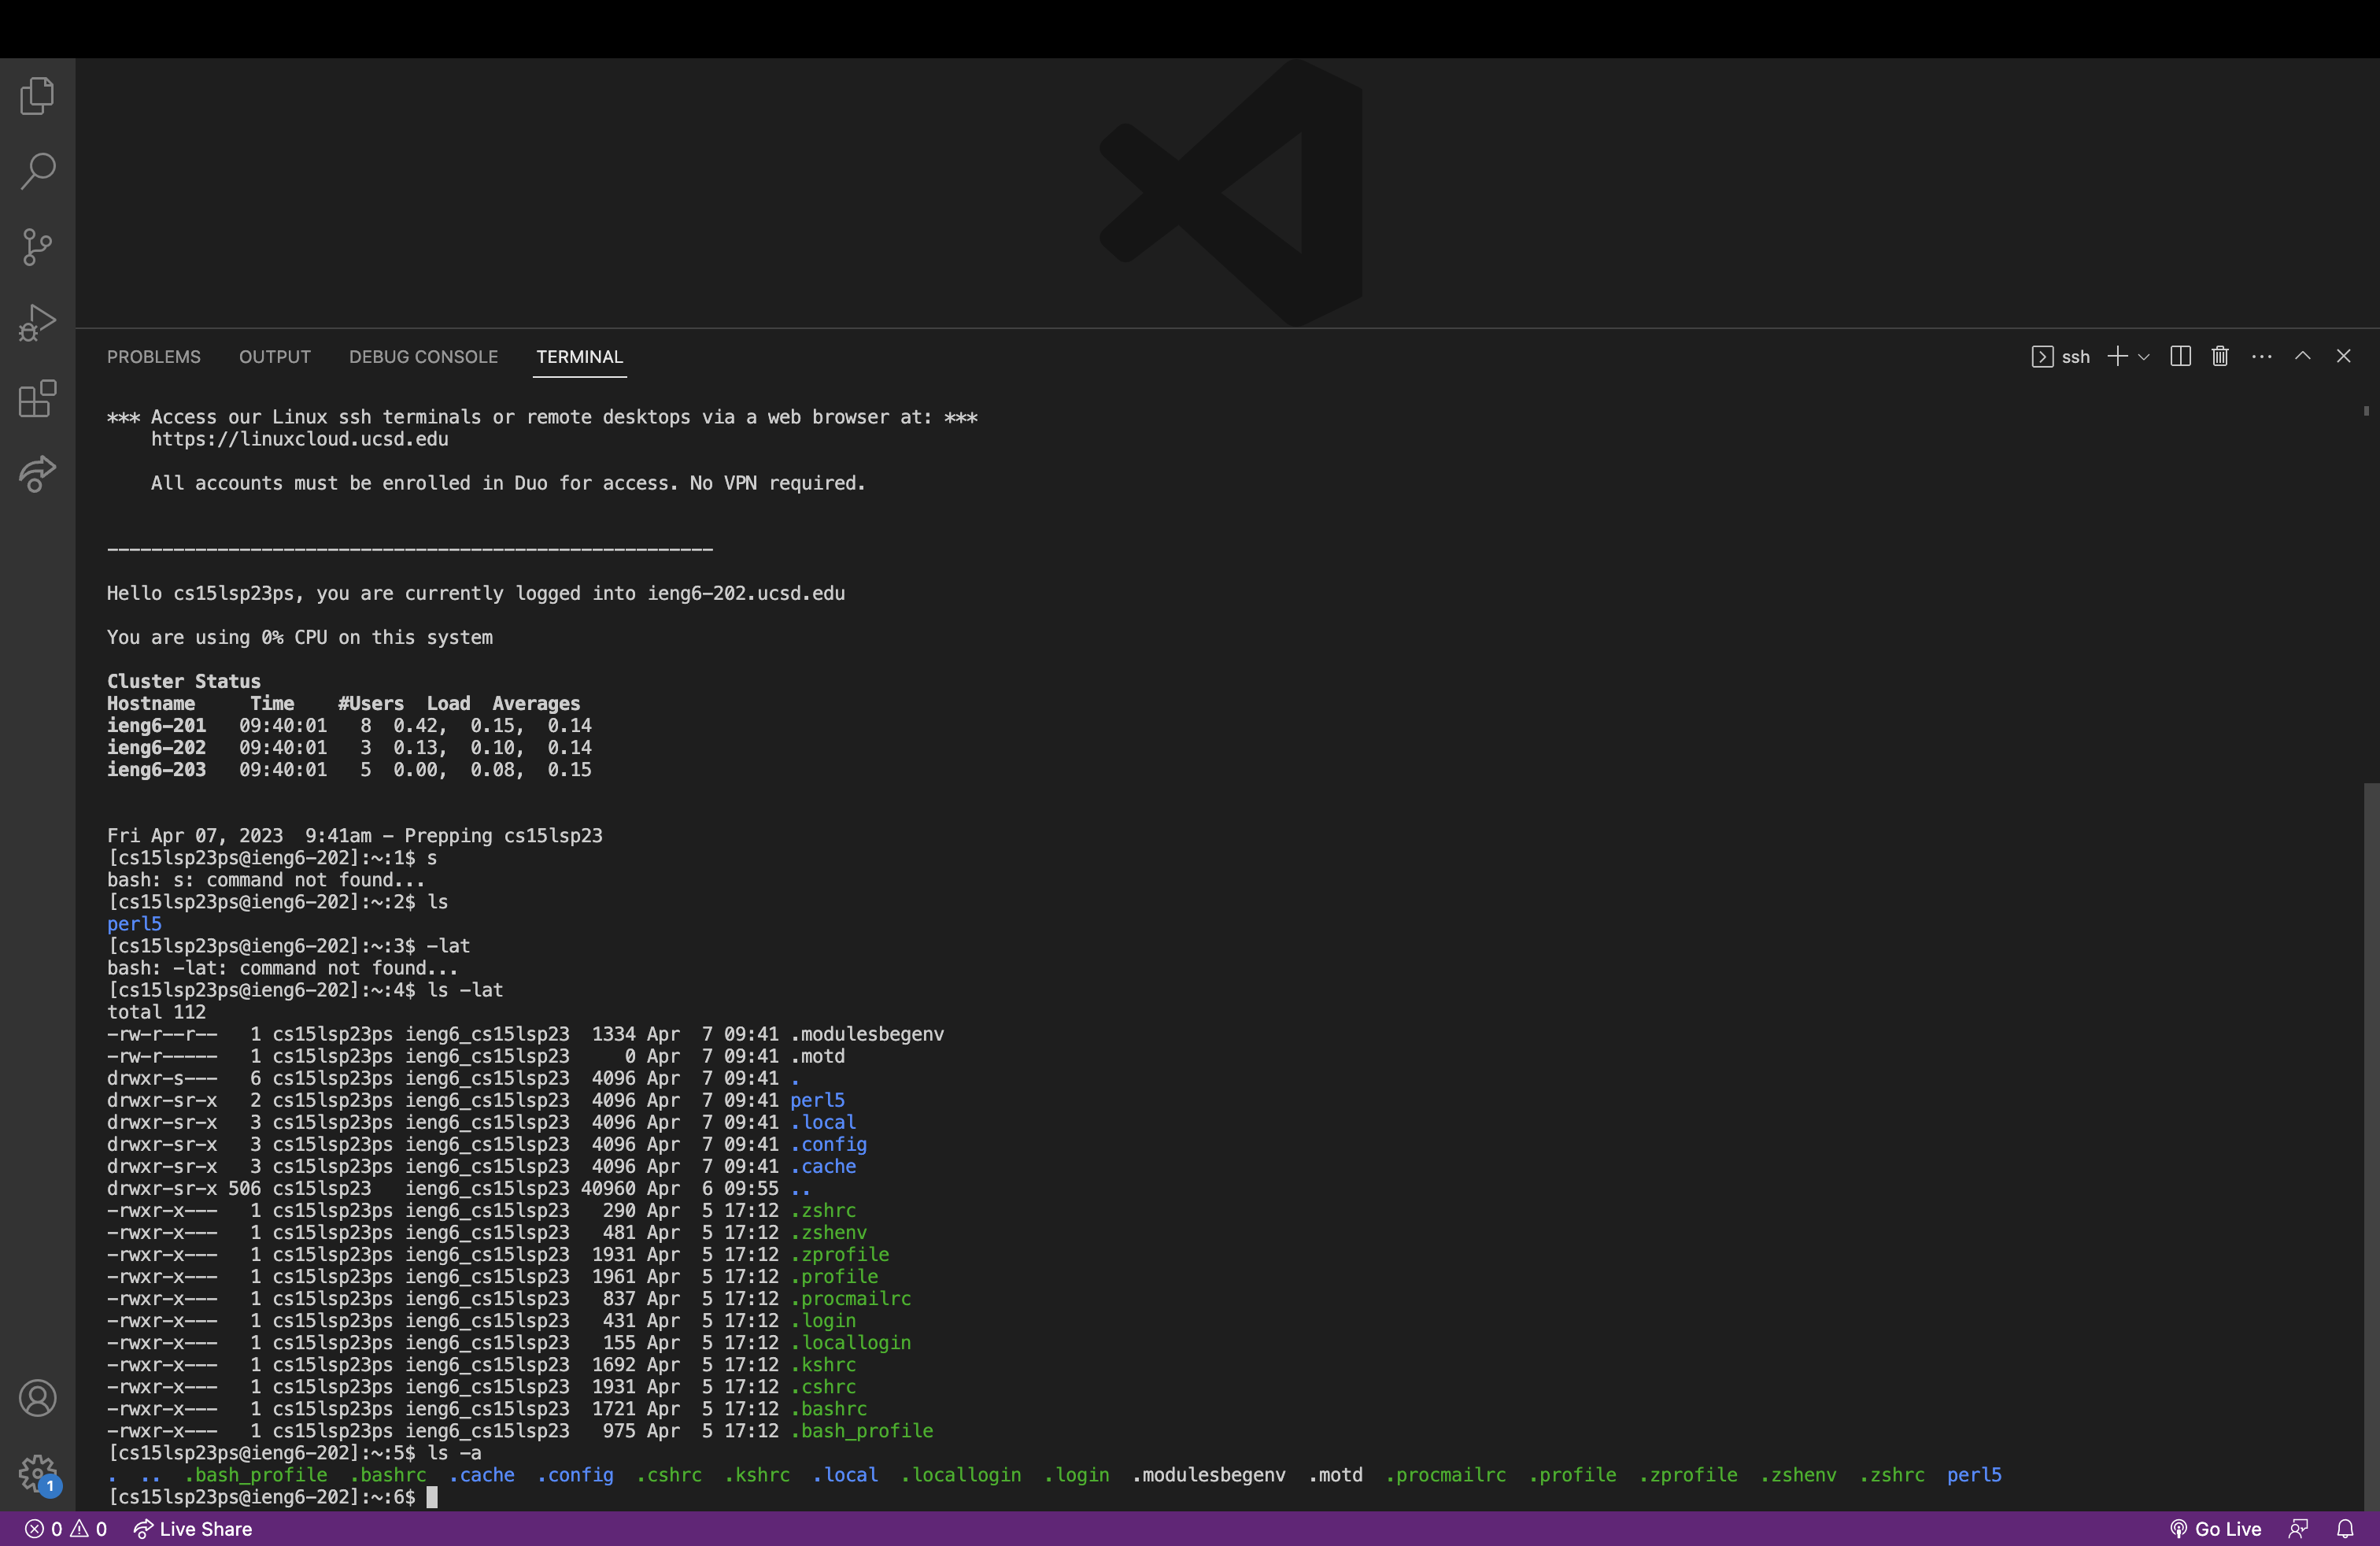 PROBLEMS OUTPUT DEBUG CONSOLE TERMINAL ssh
*** Access our Linux ssh terminals or remote desktops via a web browser at: ***
    https://linuxcloud.ucsd.edu
    All accounts must be enrolled in Duo for access. No VPN required.
-------------------------------------------------------
Hello cs15lsp23ps, you are currently logged into ieng6-202.ucsd.edu
You are using 0% CPU on this system
Cluster Status
Hostname     Time    #Users  Load  Averages
ieng6-201   09:40:01   8  0.42,  0.15,  0.14
ieng6-202   09:40:01   3  0.13,  0.10,  0.14
ieng6-203   09:40:01   5  0.00,  0.08,  0.15
Fri Apr 07, 2023  9:41am - Prepping cs15lsp23
[cs15lsp23ps@ieng6-202]:~:1$ s
bash: s: command not found...
[cs15lsp23ps@ieng6-202]:~:2$ ls
perl5
[cs15lsp23ps@ieng6-202]:~:3$ -lat
bash: -lat: command not found...
[cs15lsp23ps@ieng6-202]:~:4$ ls -lat
total 112
-rw-r--r--   1 cs15lsp23ps ieng6_cs15lsp23  1334 Apr  7 09:41 .modulesbegenv
-rw-r-----   1 cs15lsp23ps ieng6_cs15lsp23     0 Apr  7 09:41 .motd
drwxr-s---   6 cs15lsp23ps ieng6_cs15lsp23  4096 Apr  7 09:41 .
drwxr-sr-x   2 cs15lsp23ps ieng6_cs15lsp23  4096 Apr  7 09:41 perl5
drwxr-sr-x   3 cs15lsp23ps ieng6_cs15lsp23  4096 Apr  7 09:41 .local
drwxr-sr-x   3 cs15lsp23ps ieng6_cs15lsp23  4096 Apr  7 09:41 .config
drwxr-sr-x   3 cs15lsp23ps ieng6_cs15lsp23  4096 Apr  7 09:41 .cache
drwxr-sr-x 506 cs15lsp23   ieng6_cs15lsp23 40960 Apr  6 09:55 ..
-rwxr-x---   1 cs15lsp23ps ieng6_cs15lsp23   290 Apr  5 17:12 .zshrc
-rwxr-x---   1 cs15lsp23ps ieng6_cs15lsp23   481 Apr  5 17:12 .zshenv
-rwxr-x---   1 cs15lsp23ps ieng6_cs15lsp23  1931 Apr  5 17:12 .zprofile
-rwxr-x---   1 cs15lsp23ps ieng6_cs15lsp23  1961 Apr  5 17:12 .profile
-rwxr-x---   1 cs15lsp23ps ieng6_cs15lsp23   837 Apr  5 17:12 .procmailrc
-rwxr-x---   1 cs15lsp23ps ieng6_cs15lsp23   431 Apr  5 17:12 .login
-rwxr-x---   1 cs15lsp23ps ieng6_cs15lsp23   155 Apr  5 17:12 .locallogin
-rwxr-x---   1 cs15lsp23ps ieng6_cs15lsp23  1692 Apr  5 17:12 .kshrc
-rwxr-x---   1 cs15lsp23ps ieng6_cs15lsp23  1931 Apr  5 17:12 .cshrc
-rwxr-x---   1 cs15lsp23ps ieng6_cs15lsp23  1721 Apr  5 17:12 .bashrc
-rwxr-x---   1 cs15lsp23ps ieng6_cs15lsp23   975 Apr  5 17:12 .bash_profile
[cs15lsp23ps@ieng6-202]:~:5$ ls -a
.  ..  .bash_profile  .bashrc  .cache  .config  .cshrc  .kshrc  .local  .locallogin  .login  .modulesbegenv  .motd  .procmailrc  .profile  .zprofile  .zshenv  .zshrc  perl5
[cs15lsp23ps@ieng6-202]:~:6$
1
0 0 Live Share Go Live